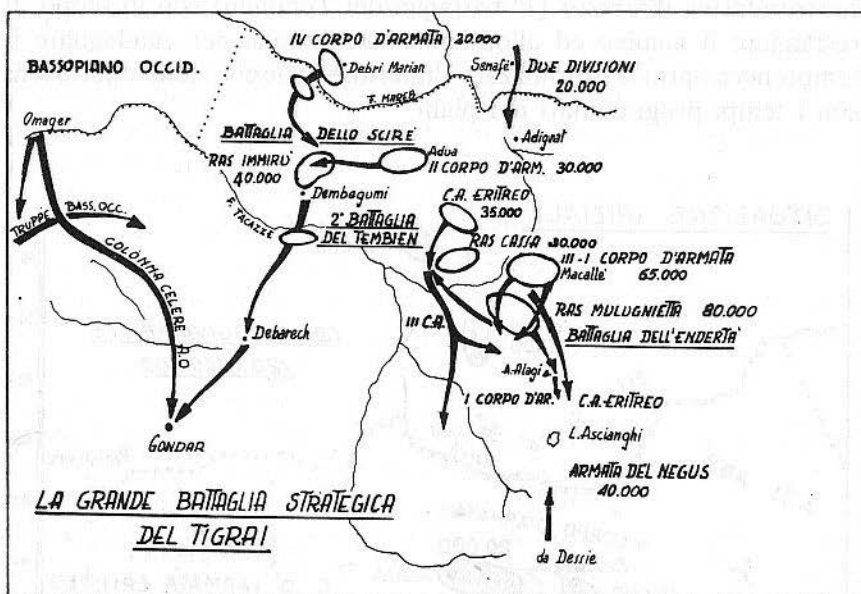 IV CORPO D'ARMATA 20.000
BASSOPIANO OCCID.
Debri Mariam
Senafè
DUE DIVISIONI
20.000
F. MAREB
Omager
Adigrat
BATTAGLIA DELLO SCIRE'
Adua
RAS IMMIRU'
40.000
II CORPO D'ARM. 30.000
Dembagumi
C.A. ERITREO
35.000
TRUPPE BASS. OCC.
F. TACAZZE
2ª BATTAGLIA
DEL TEMBIEN
RAS CASSA 30.000
III-I CORPO D'ARMATA
Macallè 65.000
COLONNA CELERE A.O.
III C.A.
RAS MULUGNIETTA 80.000
BATTAGLIA DELL'ENDERTA'
Debarech
A. Alagi
I CORPO D'AR.
C.A. ERITREO
GONDAR
L. Ascianghi
ARMATA DEL NEGUS
40.000
LA GRANDE BATTAGLIA STRATEGICA
DEL TIGRAI
da Dessie